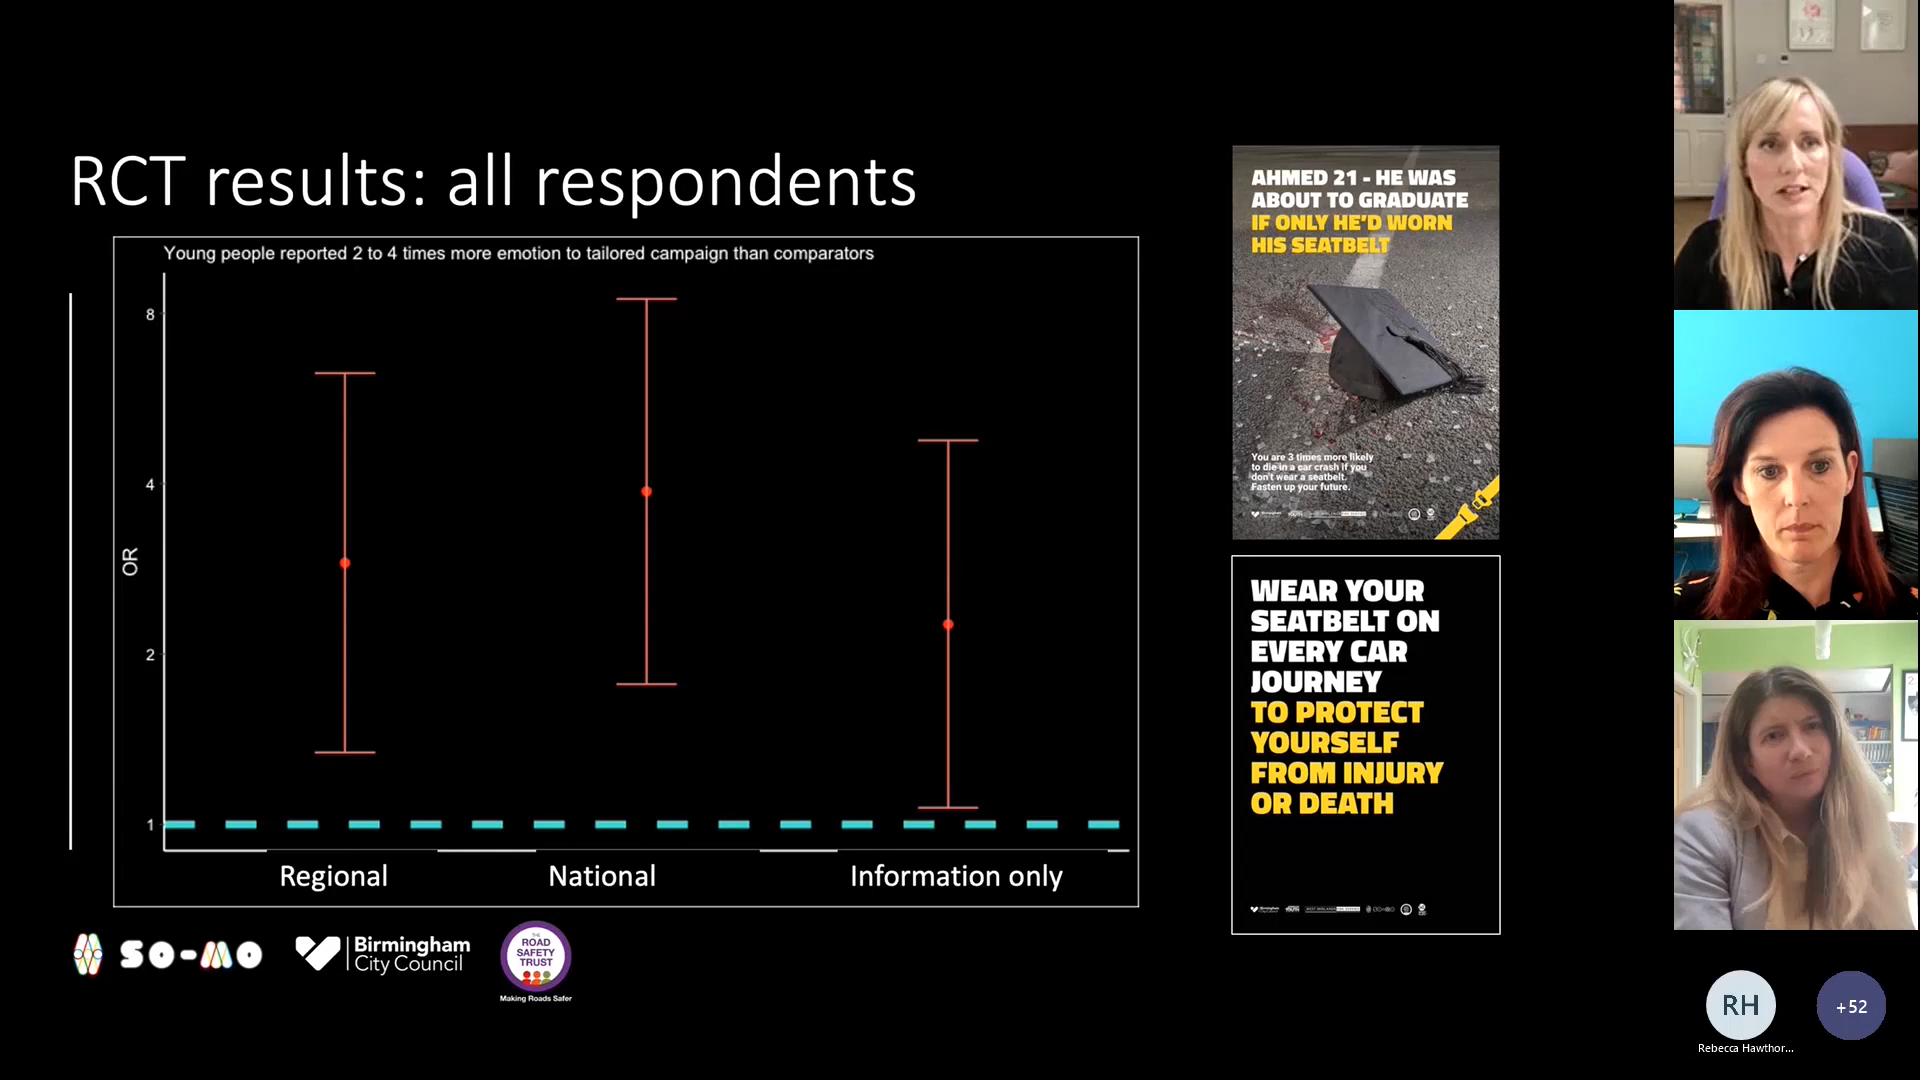 RCT results: all respondents
Young people reported 2 to 4 times more emotion to tailored campaign than comparators
8
4
OR
2
1
Regional
National
Information only
AHMED 21 - HE WAS
ABOUT TO GRADUATE
IF ONLY HE'D WORN
HIS SEATBELT
You are 3 times more likely
to die in a car crash if you
don't wear a seatbelt.
Fasten up your future.
WEAR YOUR
SEATBELT ON
EVERY CAR
JOURNEY
TO PROTECT
YOURSELF
FROM INJURY
OR DEATH
SO-MO
Birmingham
City Council
THE
ROAD
SAFETY
TRUST
Making Roads Safer
RH
+52
Rebecca Hawthor...